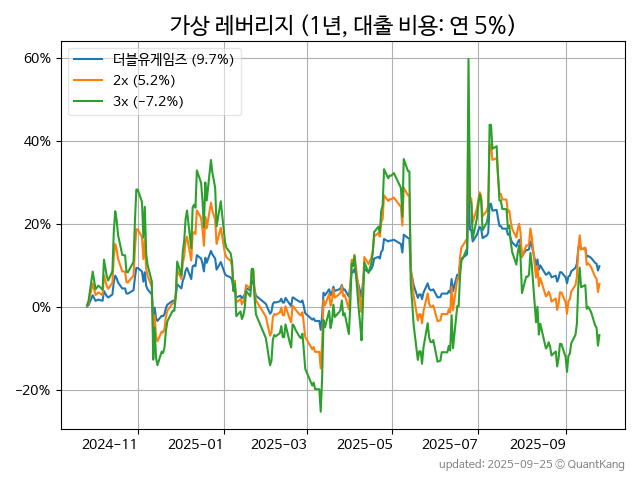 가상 레버리지 (1년, 대출 비용: 연 5%)
더블유게임즈 (9.7%)
2x (5.2%)
3x (−7.2%)
60%
40%
20%
0%
−20%
2024-11 2025-01 2025-03 2025-05 2025-07 2025-09
updated: 2025-09-25 © QuantKang